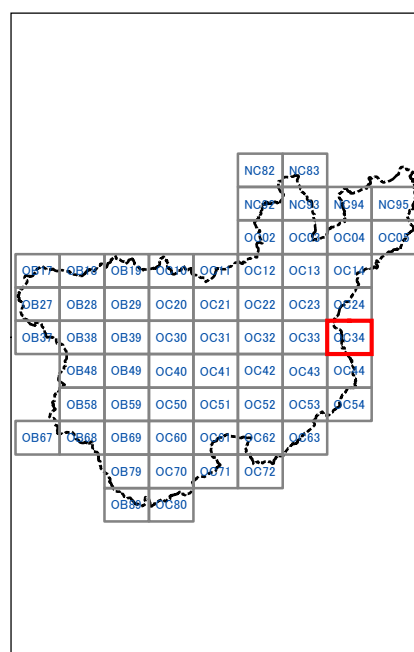 NC82 NC83
NC92 NC93 NC94 NC95
OC02 OC03 OC04 OC05
OB17 OB18 OB19 OC10 OC11 OC12 OC13 OC14
OB27 OB28 OB29 OC20 OC21 OC22 OC23 OC24
OB37 OB38 OB39 OC30 OC31 OC32 OC33 OC34
OB48 OB49 OC40 OC41 OC42 OC43 OC44
OB58 OB59 OC50 OC51 OC52 OC53 OC54
OB67 OB68 OB69 OC60 OC61 OC62 OC63
OB79 OC70 OC71 OC72
OB89 OC80